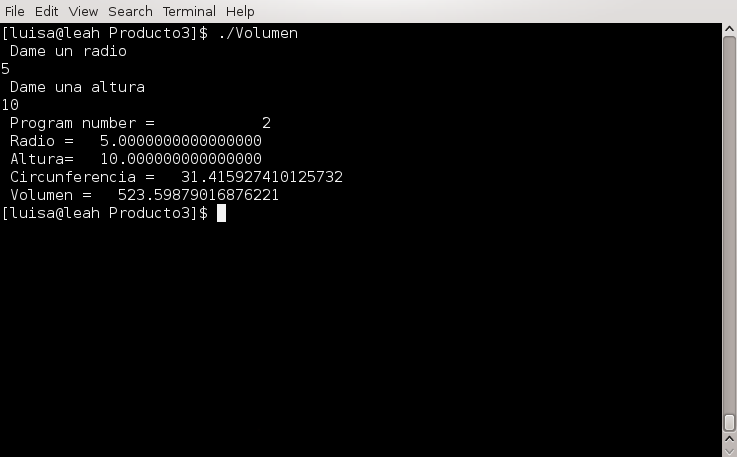 File Edit View Search Terminal Help
[luisa@leah Producto3]$ ./Volumen
Dame un radio
5
Dame una altura
10
Program number = 2
Radio = 5.0000000000000000
Altura= 10.000000000000000
Circunferencia = 31.415927410125732
Volumen = 523.59879016876221
[luisa@leah Producto3]$